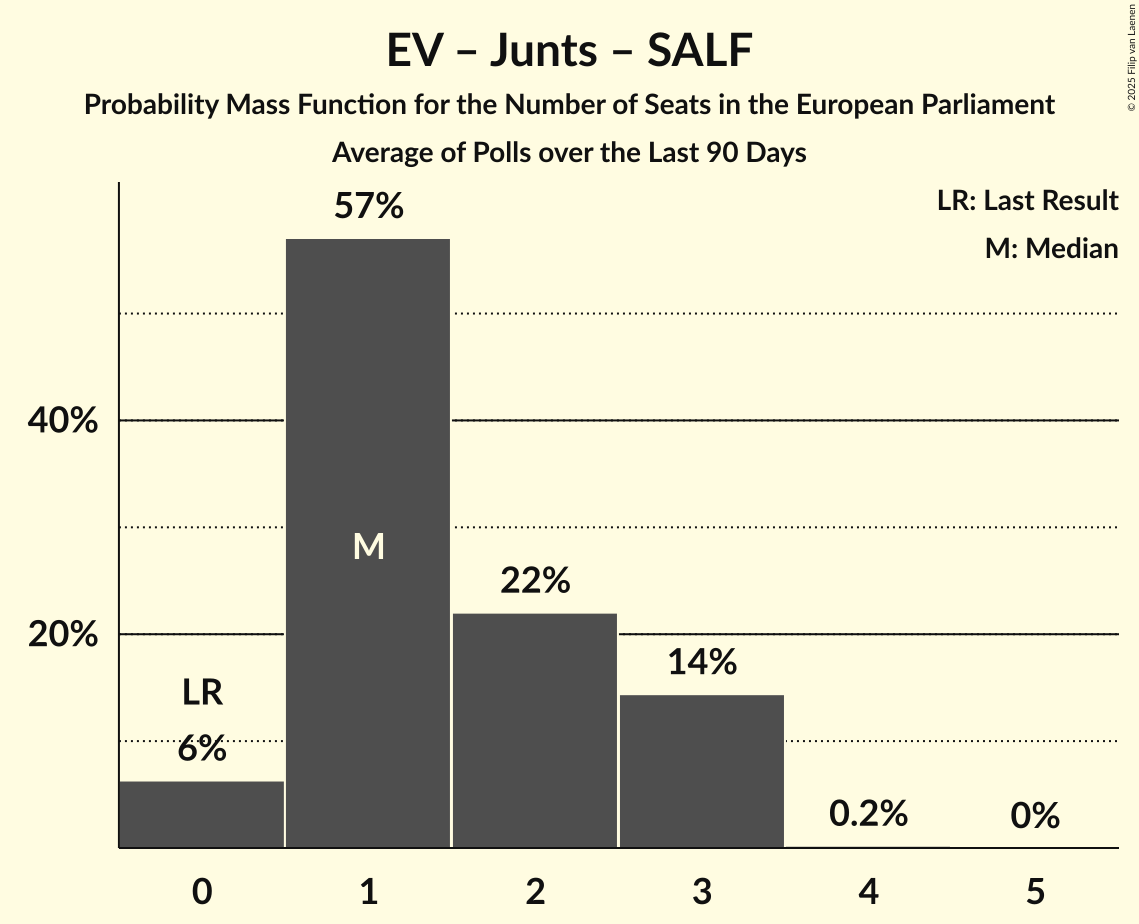 EV – Junts – SALF
Probability Mass Function for the Number of Seats in the European Parliament
Average of Polls over the Last 90 Days
© 2025 Filip van Laenen
LR: Last Result
M: Median
57%
40%
M
22%
20%
14%
LR
6%
0.2%
0%
0 1 2 3 4 5